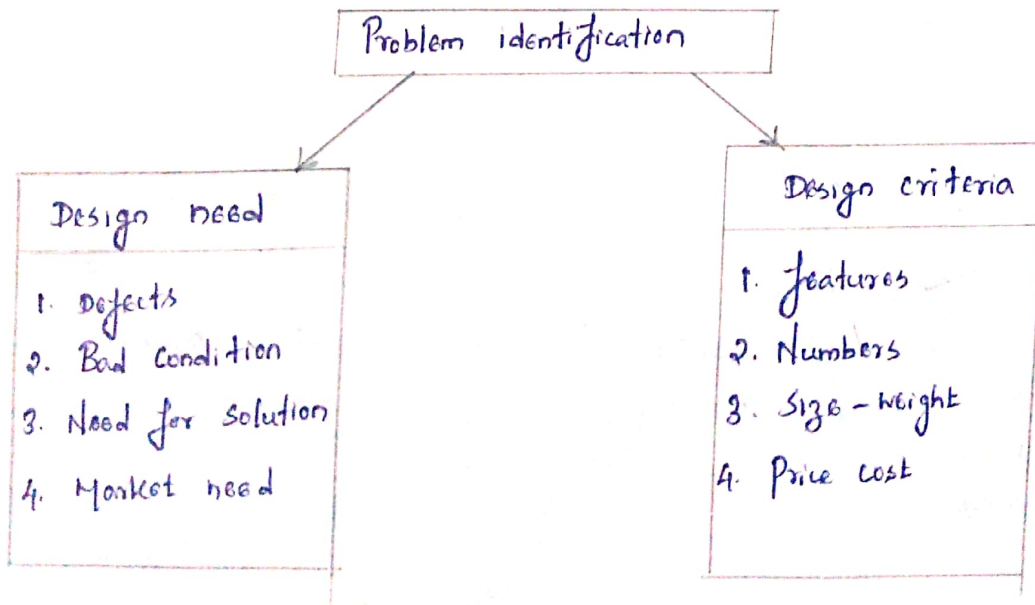 Problem identification
Design need
1. Defects
2. Bad Condition
3. Need for solution
4. Market need
Design criteria
1. features
2. Numbers
3. Size - weight
4. Price cost